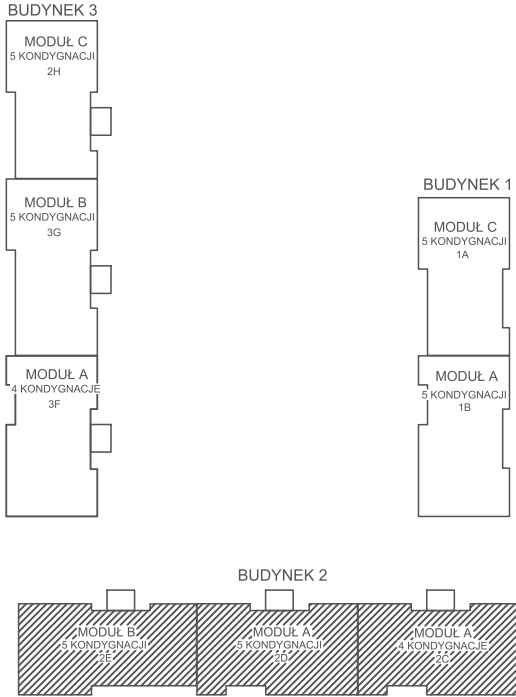 BUDYNEK 3
MODUŁ C
5 KONDYGNACJI
2H
MODUŁ B
5 KONDYGNACJI
3G
MODUŁ A
4 KONDYGNACJE
3F
BUDYNEK 1
MODUŁ C
5 KONDYGNACJI
1A
MODUŁ A
5 KONDYGNACJI
1B
BUDYNEK 2
MODUŁ B
5 KONDYGNACJI
2E
MODUŁ A
5 KONDYGNACJI
2D
MODUŁ A
4 KONDYGNACJE
2C